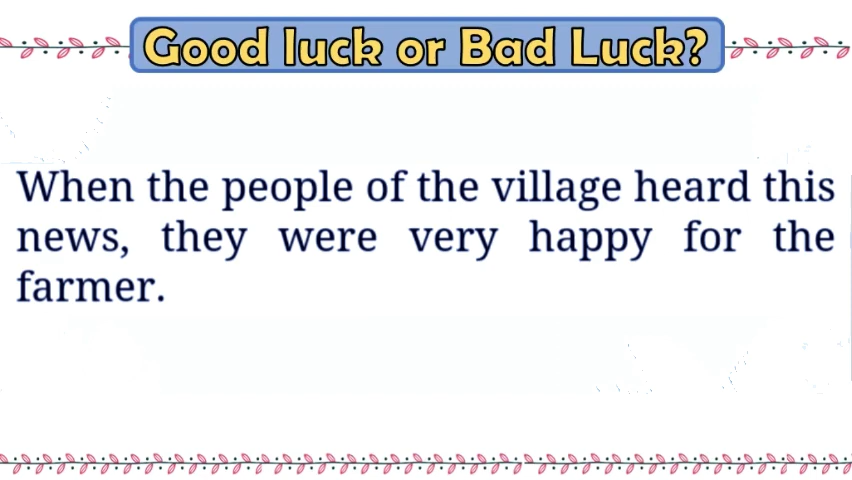 Good luck or Bad Luck?
When the people of the village heard this
news, they were very happy for the
farmer.